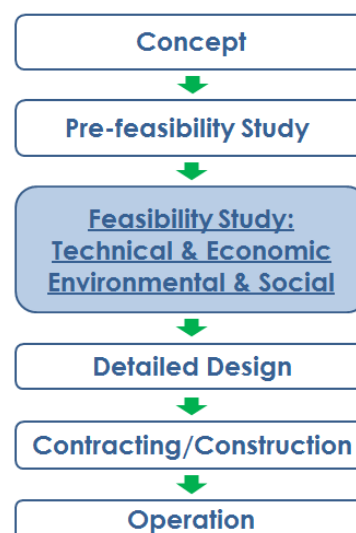 Concept
Pre-feasibility Study
Feasibility Study:
Technical & Economic
Environmental & Social
Detailed Design
Contracting/Construction
Operation